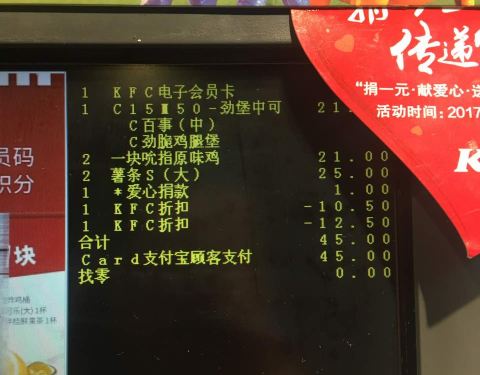 1 KFC电子会员卡
1 C15M50-劲堡中可
C百事(中)
C劲脆鸡腿堡
2 一块吮指原味鸡 21.00
2 薯条S(大) 25.00
1 *爱心捐款 1.00
1 KFC折扣 -10.50
1 KFC折扣 -12.50
合计 45.00
Card支付宝顾客支付 45.00
找零 0.00
传递
“捐一元·献爱心·送
活动时间:2017
K
员码
积分
块